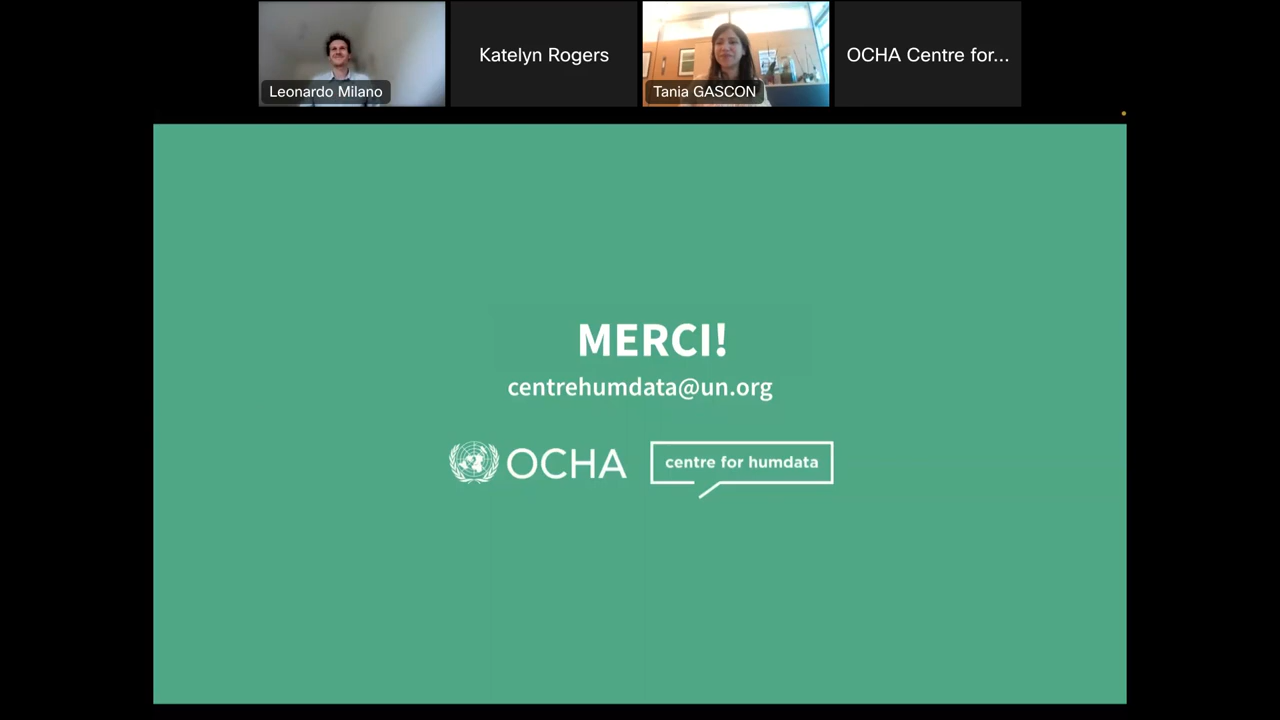 Leonardo Milano
Katelyn Rogers
Tania GASCON
OCHA Centre for...
MERCI!
centrehumdata@un.org
OCHA
centre for humdata